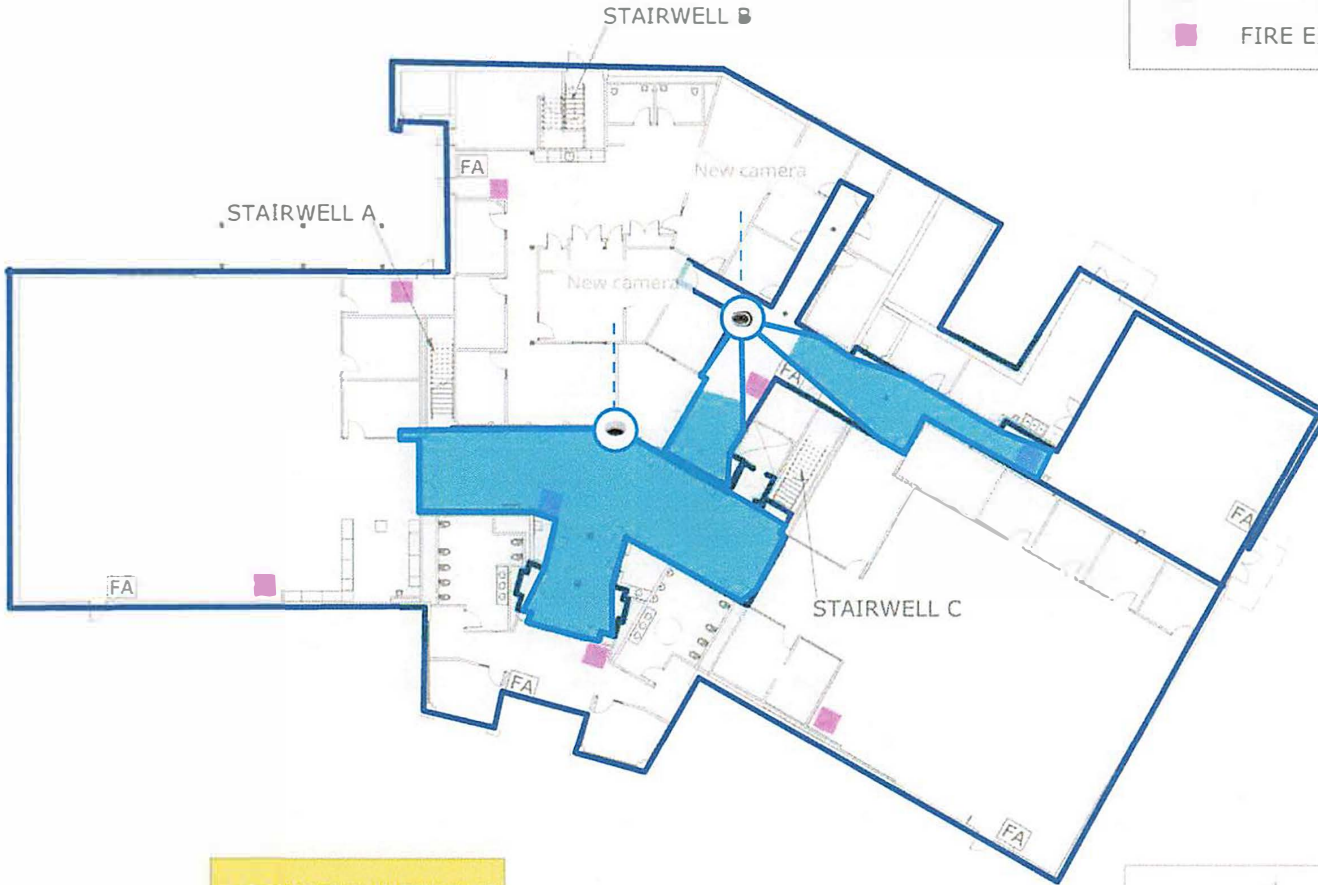 STAIRWELL B
FIRE E
FA
New camera
STAIRWELL A
New camera
FA
FA
FA
STAIRWELL C
FA
FA